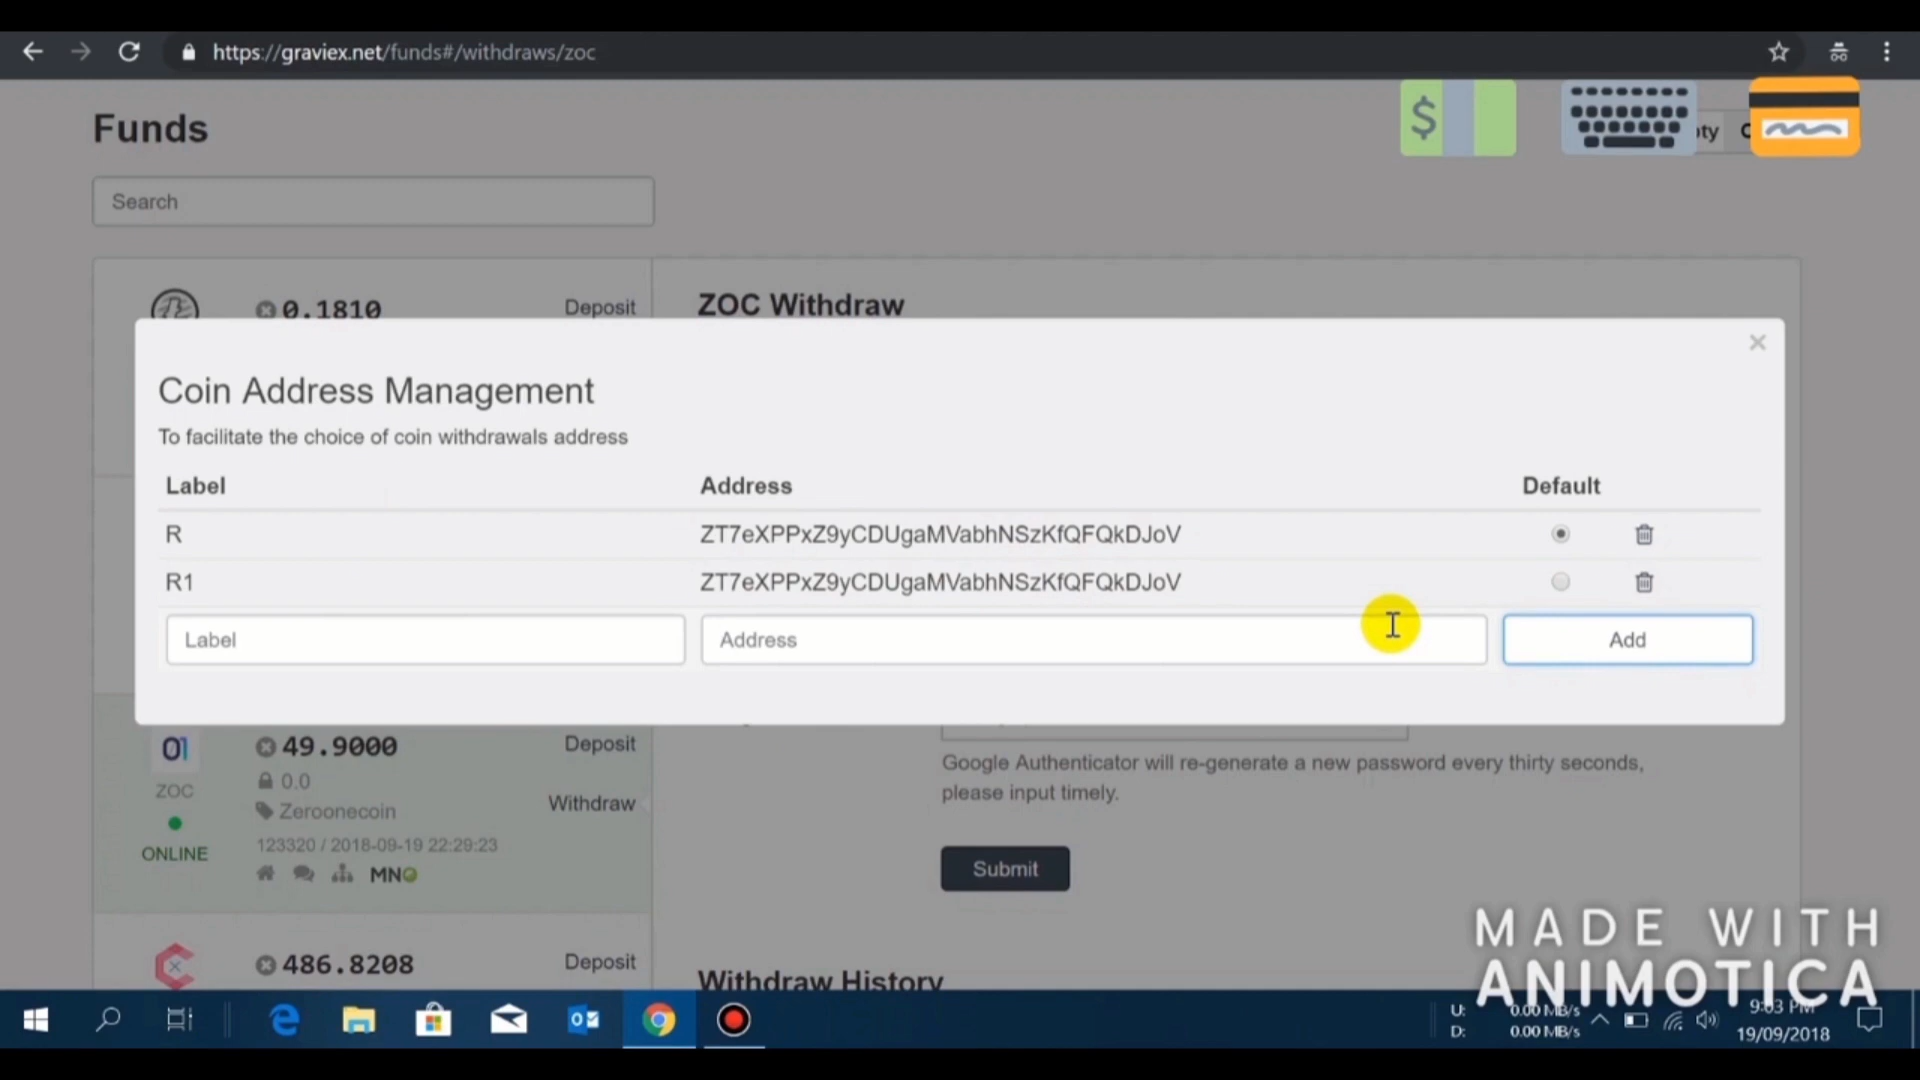 https://graviex.net/funds#/withdraws/zoc
Funds
Search
0.1810
Deposit
ZOC Withdraw
Coin Address Management
To facilitate the choice of coin withdrawals address
Label Address Default
R ZT7eXPPxZ9yCDUgaMVabhNSzKfQFQkDJoV
R1 ZT7eXPPxZ9yCDUgaMVabhNSzKfQFQkDJoV
Label Address Add
01
49.9000
Deposit
ZOC
0.0
Zeroonecoin
Withdraw
ONLINE
123320 / 2018-09-19 22:29:23
MN
Google Authenticator will re-generate a new password every thirty seconds,
please input timely.
Submit
486.8208
Deposit
Withdraw History
MADE WITH
ANIMOTICA
U: 0.00 MB/s
D: 0.00 MB/s
9:03 PM
19/09/2018